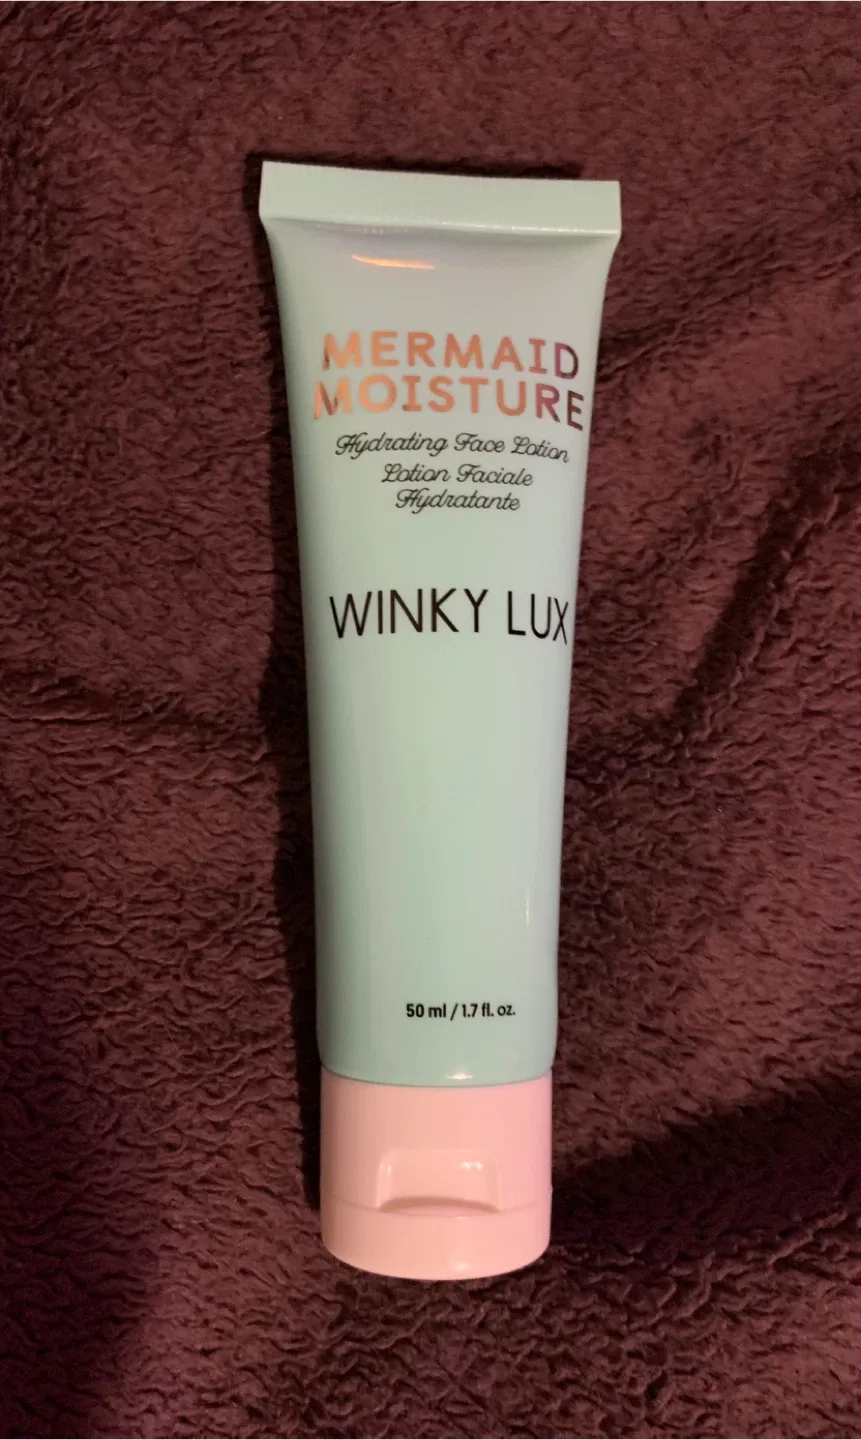 MERMAID
MOISTURE
Hydrating Face Lotion
Lotion Faciale
Hydratante
WINKY LUX
50 ml / 1.7 fl. oz.